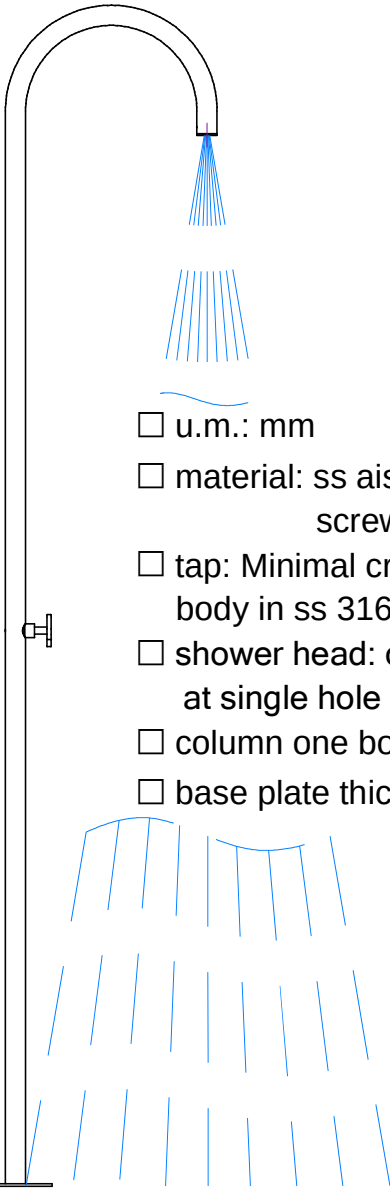 ☐ u.m.: mm
☐ material: ss ais
screw
☐ tap: Minimal cr
body in ss 316
☐ shower head: c
at single hole
☐ column one bo
☐ base plate thic